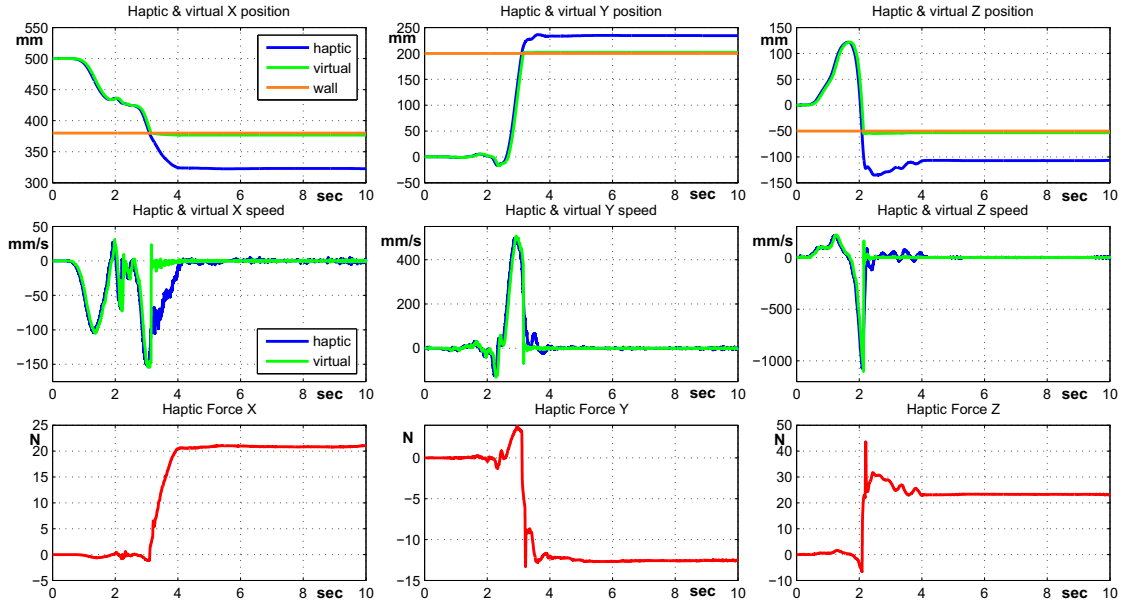 Haptic & virtual X position
Haptic & virtual Y position
Haptic & virtual Z position
550
500
450
400
350
300
mm
haptic
virtual
wall
0 2 4 6 sec 8 10
250
200
150
100
50
0
−50
mm
0 2 4 6 sec 8 10
150
100
50
0
−50
−100
−150
mm
0 2 4 6 8 sec 10
Haptic & virtual X speed
Haptic & virtual Y speed
Haptic & virtual Z speed
50
0
−50
−100
−150
mm/s
haptic
virtual
0 2 4 6 8 sec 10
400
200
0
mm/s
0 2 4 6 8 sec 10
0
−500
−1000
mm/s
0 2 4 6 8 sec 10
Haptic Force X
Haptic Force Y
Haptic Force Z
25
20
15
10
5
0
−5
N
0 2 4 6 8 sec 10
0
−5
−10
−15
N
0 2 4 6 8 sec 10
50
40
30
20
10
0
−10
N
0 2 4 6 8 sec 10